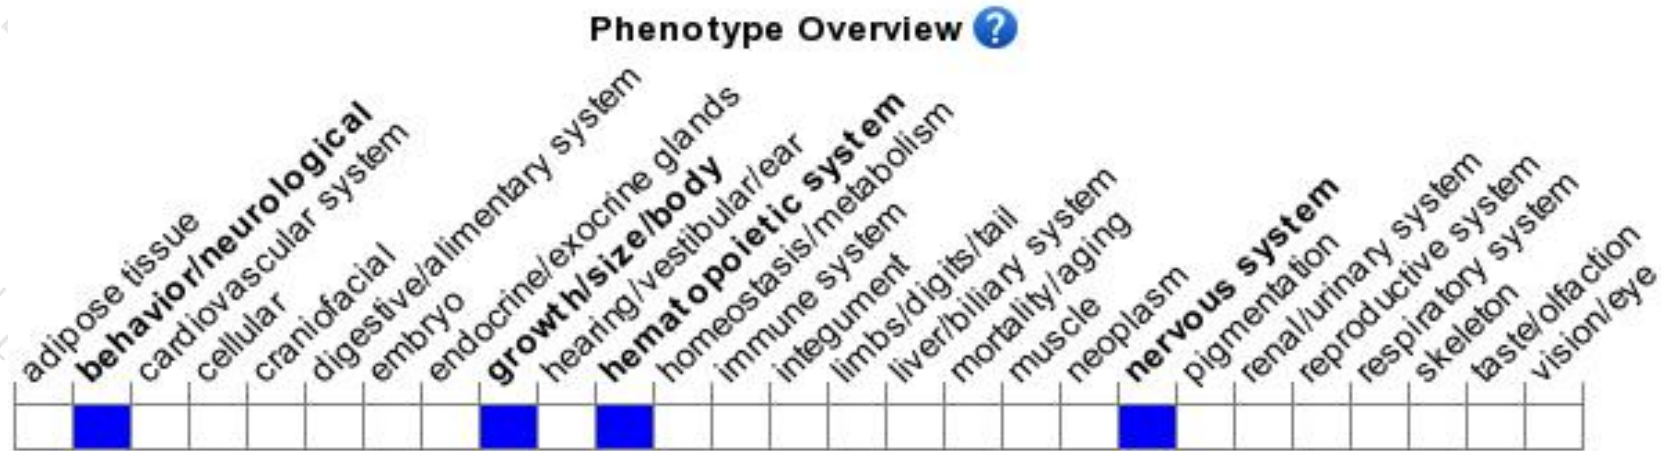 Phenotype Overview ?
adipose tissue
behavior/neurological
cardiovascular system
cellular
craniofacial
digestive/alimentary system
embryo
endocrine/exocrine glands
growth/size/body
hearing/vestibular/ear
hematopoietic system
homeostasis/metabolism
immune system
integument
limbs/digits/tail
liver/biliary system
mortality/aging
muscle
neoplasm
nervous system
pigmentation
renal/urinary system
reproductive system
respiratory system
skeleton
taste/olfaction
vision/eye